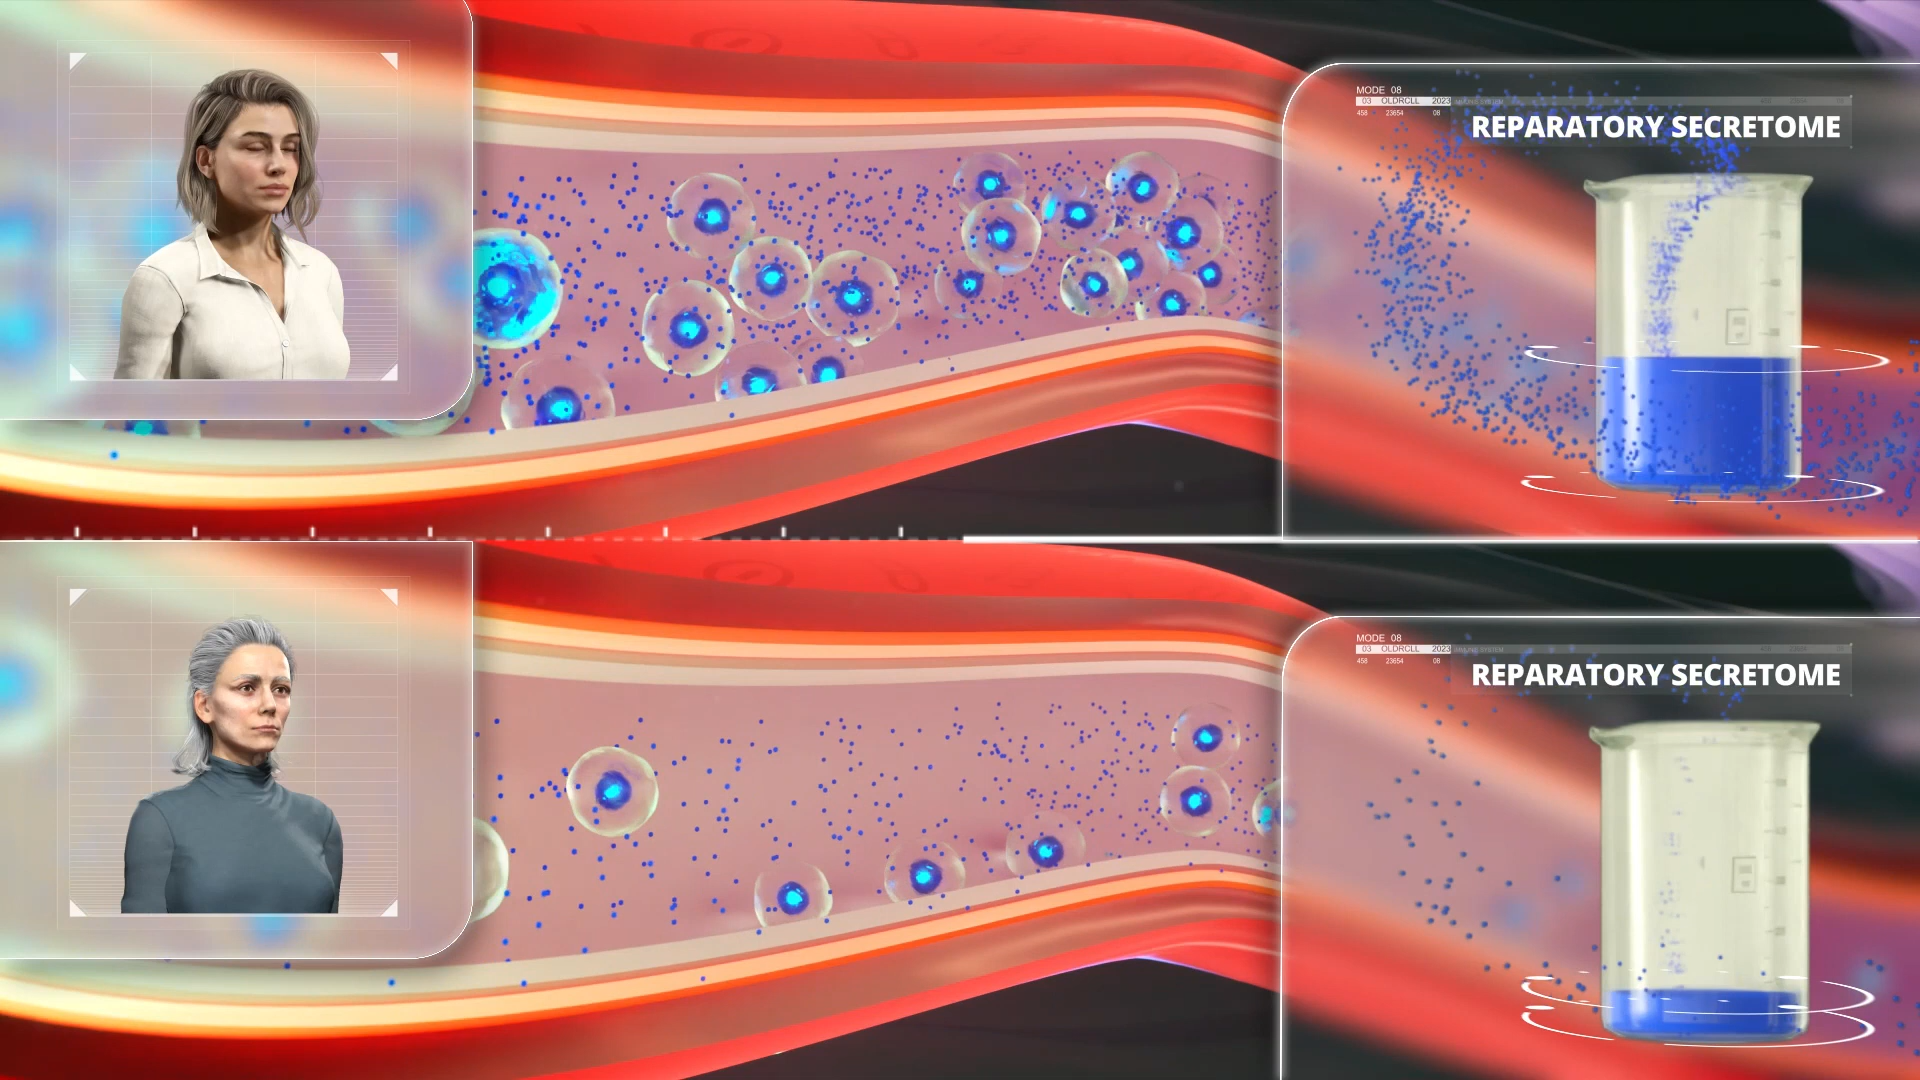 MODE 08
03 OLDRCLL 2023
458 23654 08
REPARATORY SECRETOME
MODE 08
03 OLDRCLL 2023
458 23654 08
REPARATORY SECRETOME